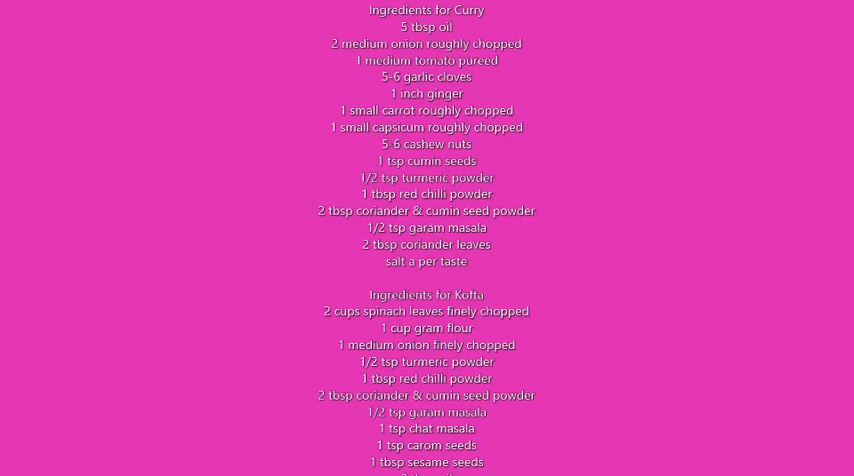 Ingredients for Curry
5 tbsp oil
2 medium onion roughly chopped
1 medium tomato pureed
5-6 garlic cloves
1 inch ginger
1 small carrot roughly chopped
1 small capsicum roughly chopped
5-6 cashew nuts
1 tsp cumin seeds
1/2 tsp turmeric powder
1 tbsp red chilli powder
2 tbsp coriander & cumin seed powder
1/2 tsp garam masala
2 tbsp coriander leaves
salt a per taste
Ingredients for Kofta
2 cups spinach leaves finely chopped
1 cup gram flour
1 medium onion finely chopped
1/2 tsp turmeric powder
1 tbsp red chilli powder
2 tbsp coriander & cumin seed powder
1/2 tsp garam masala
1 tsp chat masala
1 tsp carom seeds
1 tbsp sesame seeds